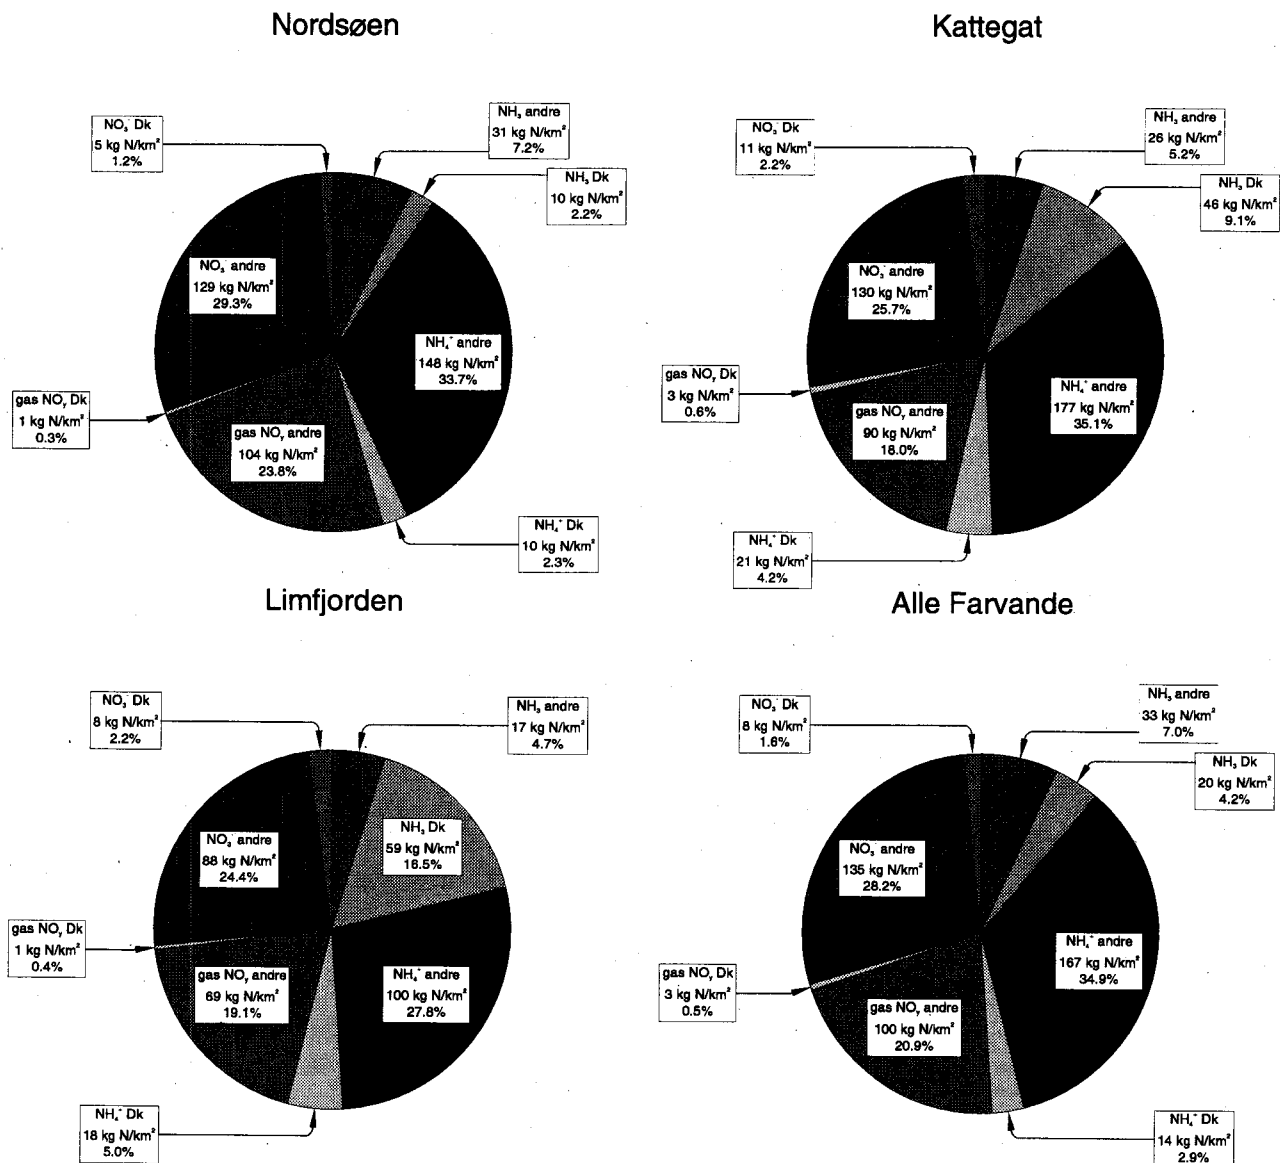 Nordsøen
NO₃⁻ Dk
5 kg N/km²
1.2%
NH₃ andre
31 kg N/km²
7.2%
NH₃ Dk
10 kg N/km²
2.2%
NO₃⁻ andre
129 kg N/km²
29.3%
NH₄⁺ andre
148 kg N/km²
33.7%
gas NOᵧ Dk
1 kg N/km²
0.3%
gas NOᵧ andre
104 kg N/km²
23.8%
NH₄⁺ Dk
10 kg N/km²
2.3%
Kattegat
NO₃⁻ Dk
11 kg N/km²
2.2%
NH₃ andre
26 kg N/km²
5.2%
NH₃ Dk
46 kg N/km²
9.1%
NO₃⁻ andre
130 kg N/km²
25.7%
gas NOᵧ Dk
3 kg N/km²
0.6%
gas NOᵧ andre
90 kg N/km²
18.0%
NH₄⁺ andre
177 kg N/km²
35.1%
NH₄⁺ Dk
21 kg N/km²
4.2%
Limfjorden
NO₃⁻ Dk
8 kg N/km²
2.2%
NH₃ andre
17 kg N/km²
4.7%
NH₃ Dk
59 kg N/km²
16.5%
NO₃⁻ andre
88 kg N/km²
24.4%
gas NOᵧ Dk
1 kg N/km²
0.4%
gas NOᵧ andre
69 kg N/km²
19.1%
NH₄⁺ andre
100 kg N/km²
27.8%
NH₄⁺ Dk
18 kg N/km²
5.0%
Alle Farvande
NO₃⁻ Dk
8 kg N/km²
1.6%
NH₃ andre
33 kg N/km²
7.0%
NH₃ Dk
20 kg N/km²
4.2%
NO₃⁻ andre
135 kg N/km²
28.2%
NH₄⁺ andre
167 kg N/km²
34.9%
gas NOᵧ Dk
3 kg N/km²
0.5%
gas NOᵧ andre
100 kg N/km²
20.9%
NH₄⁺ Dk
14 kg N/km²
2.9%